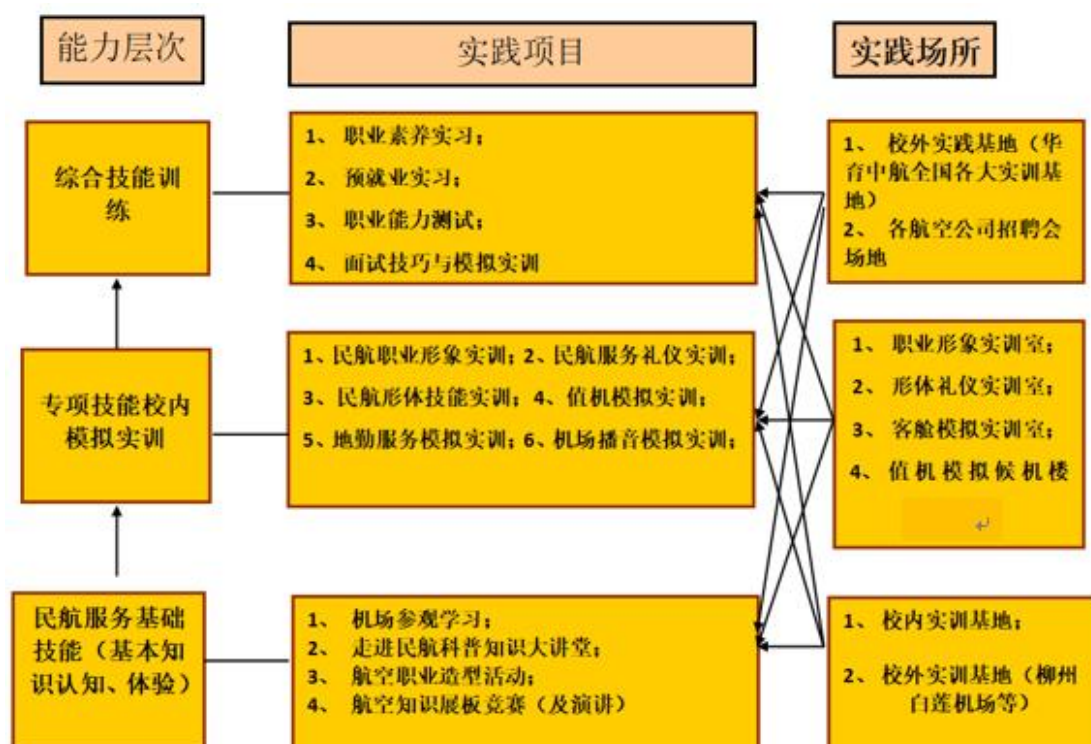 能力层次
实践项目
实践场所
综合技能训
练
1、 职业素养实习；
2、 预就业实习；
3、 职业能力测试；
4、 面试技巧与模拟实训
1、 校外实践基地（华
育中航全国各大实训基
地）
2、 各航空公司招聘会
场地
专项技能校内
模拟实训
1、民航职业形象实训；2、民航服务礼仪实训；
3、民航形体技能实训；4、值机模拟实训；
5、地勤服务模拟实训；6、机场播音模拟实训；
1、 职业形象实训室；
2、 形体礼仪实训室；
3、 客舱模拟实训室；
4、 值机模拟候机楼
民航服务基础
技能（基本知
识认知、体验）
1、 机场参观学习；
2、 走进民航科普知识大讲堂；
3、 航空职业造型活动；
4、 航空知识展板竞赛（及演讲）
1、 校内实训基地；
2、 校外实训基地（柳州
白莲机场等）